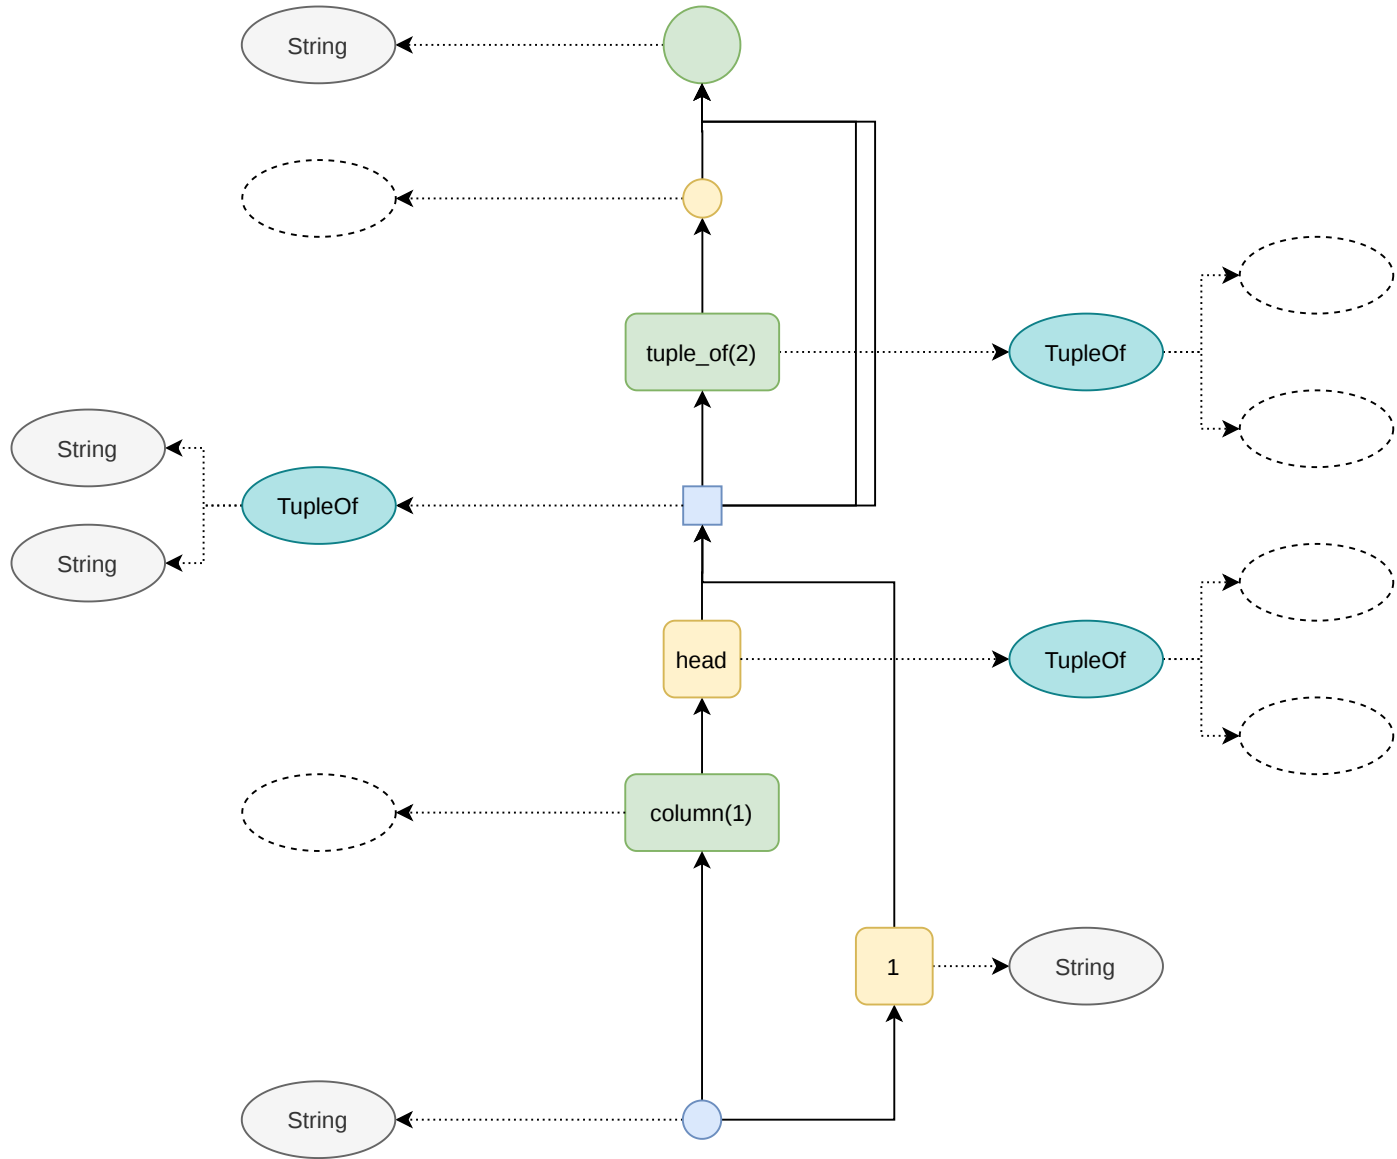 String
tuple_of(2)
TupleOf
String
TupleOf
String
head
TupleOf
column(1)
1
String
String